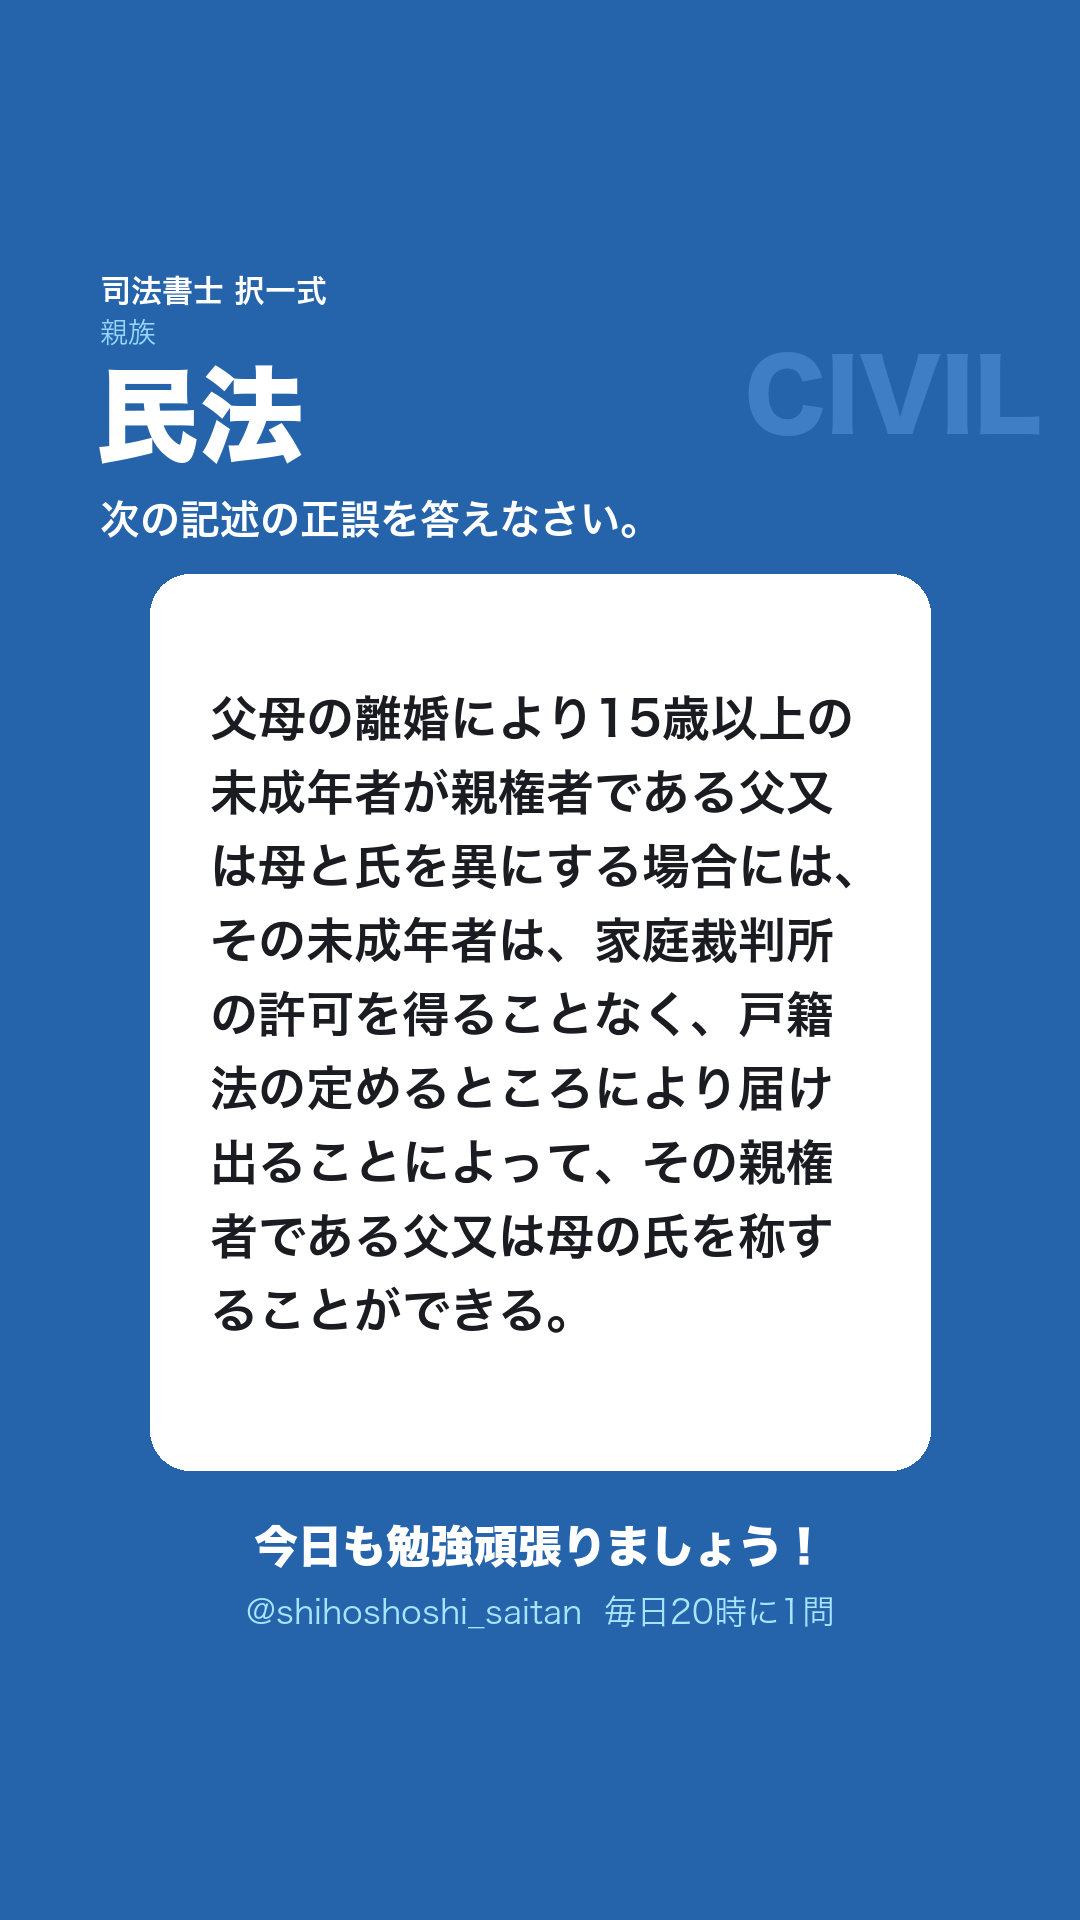 司法書士 択一式
親族
民法
CIVIL
次の記述の正誤を答えなさい。
父母の離婚により15歳以上の
未成年者が親権者である父又
は母と氏を異にする場合には、
その未成年者は、家庭裁判所
の許可を得ることなく、戸籍
法の定めるところにより届け
出ることによって、その親権
者である父又は母の氏を称す
ることができる。
今日も勉強頑張りましょう！
@shihoshoshi_saitan 毎日20時に1問